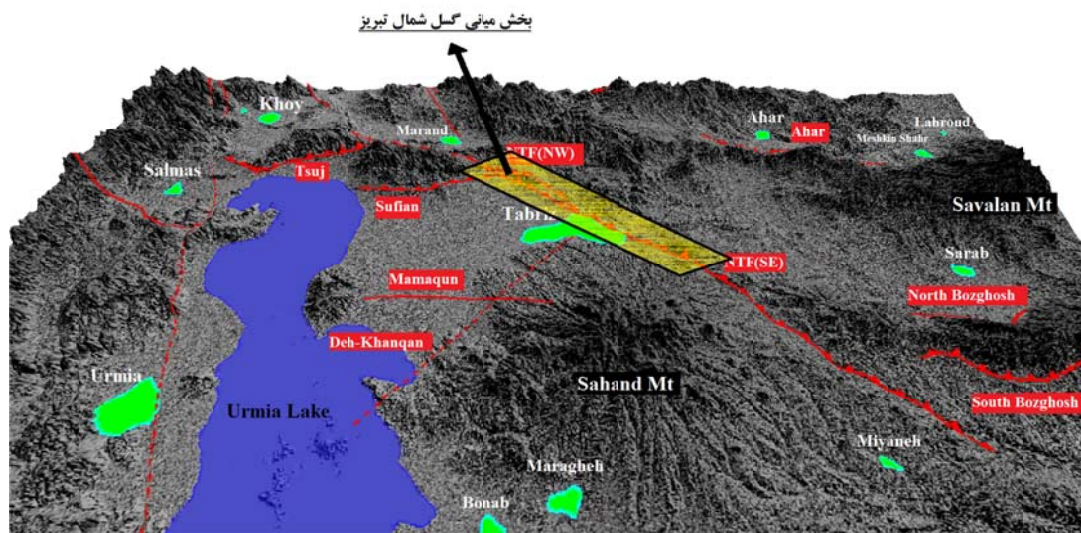 بخش میانی گسل شمال تبریز
Khoy
Marand
Ahar
Ahar
Lahroud
Meshkin Shahr
NTF(NW)
Salmas
Tsuj
Sufian
Savalan Mt
Tabriz
NTF(SE)
Sarab
Mamaqun
North Bozghosh
Deh-Khanqan
Urmia
Sahand Mt
South Bozghosh
Urmia Lake
Miyaneh
Maragheh
Bonab